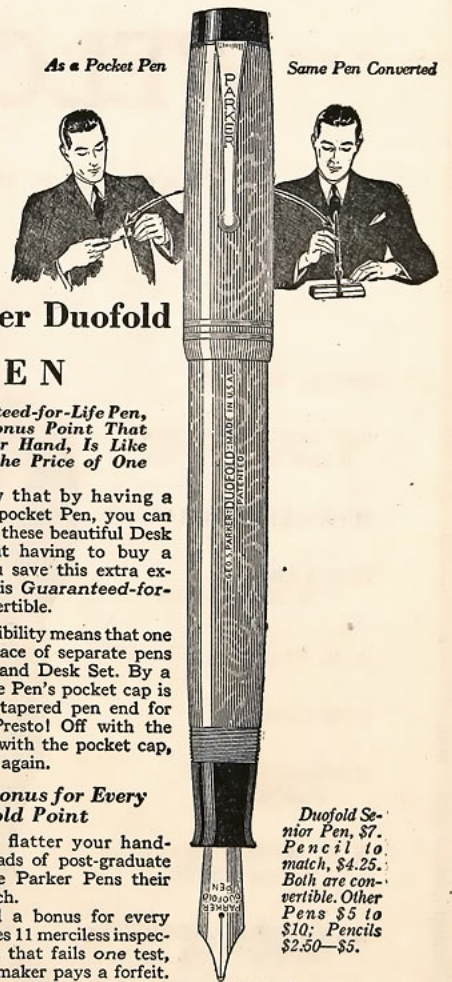 As a Pocket Pen
Same Pen Converted
PARKER
er Duofold
EN
teed-for-Life Pen,
onus Point That
r Hand, Is Like
he Price of One
y that by having a
pocket Pen, you can
these beautiful Desk
t having to buy a
save this extra ex-
is Guaranteed-for-
ertible.
ibility means that one
ace of separate pens
and Desk Set. By a
e Pen's pocket cap is
tapered pen end for
Presto! Off with the
with the pocket cap,
again.
onus for Every
old Point
flatter your hand-
ads of post-graduate
e Parker Pens their
ch.
l a bonus for every
es 11 merciless inspec-
that fails one test,
maker pays a forfeit.
GEO. S. PARKER-DUOFOLD-MADE IN U.S.A.
PATENTED
PARKER
DUOFOLD
PEN
Duofold Se-
nior Pen, $7.
Pencil to
match, $4.25.
Both are con-
vertible. Other
Pens $5 to
$10; Pencils
$2.50—$5.